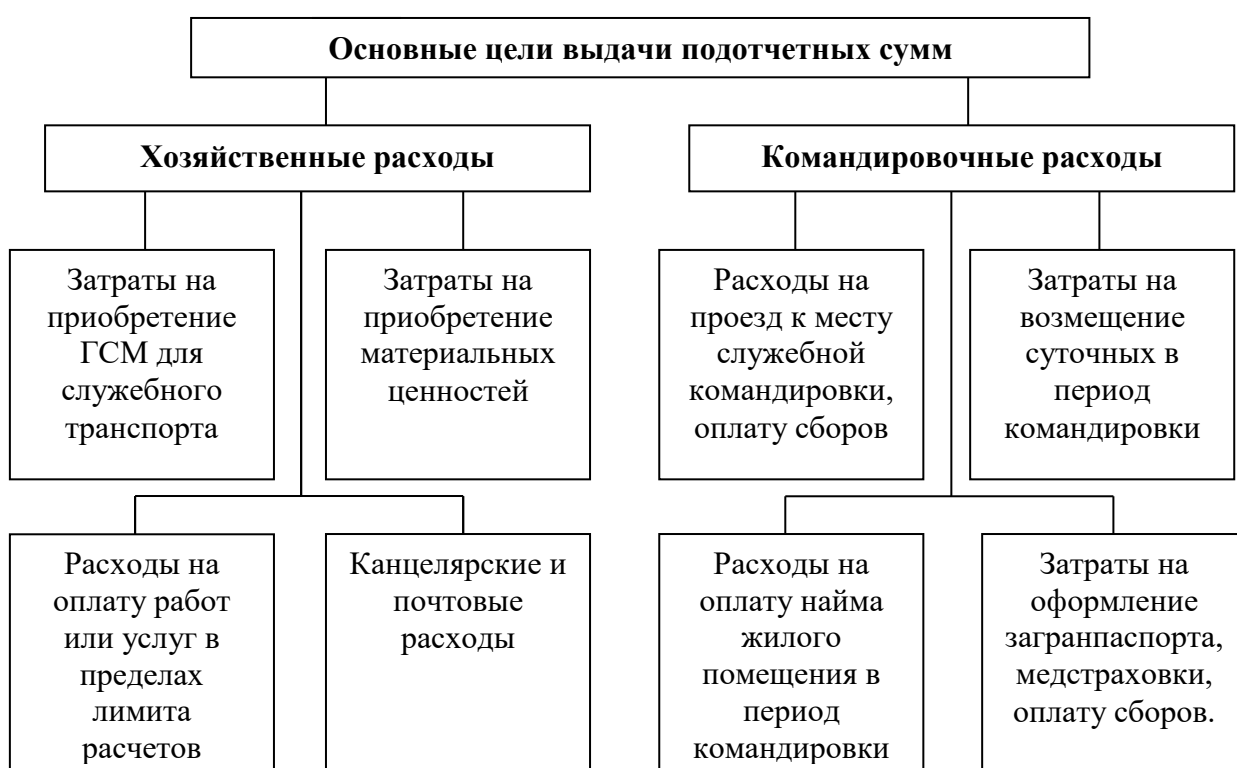 Основные цели выдачи подотчетных сумм
Хозяйственные расходы
Командировочные расходы
Затраты на
приобретение
ГСМ для
служебного
транспорта
Затраты на
приобретение
материальных
ценностей
Расходы на
проезд к месту
служебной
командировки,
оплату сборов
Затраты на
возмещение
суточных в
период
командировки
Расходы на
оплату работ
или услуг в
пределах
лимита
расчетов
Канцелярские и
почтовые
расходы
Расходы на
оплату найма
жилого
помещения в
период
командировки
Затраты на
оформление
загранпаспорта,
медстраховки,
оплату сборов.